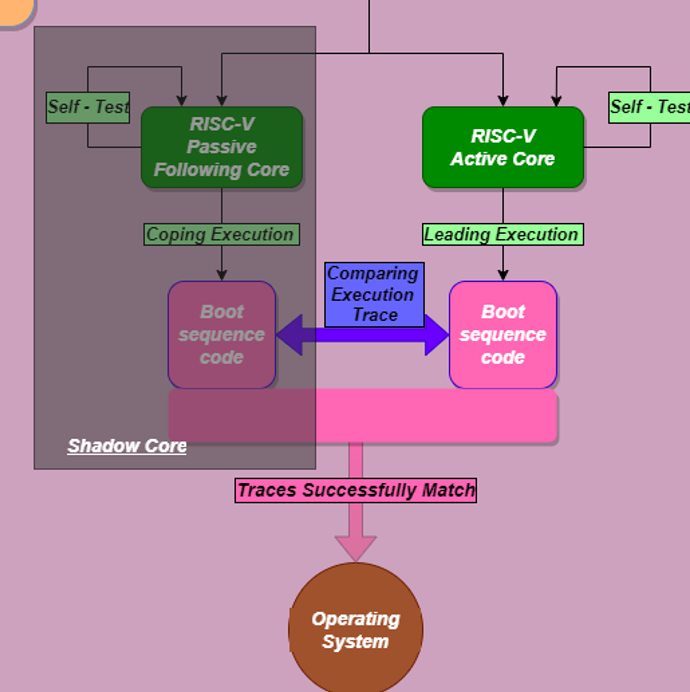 Self - Test
RISC-V
Passive
Following Core
RISC-V
Active Core
Self - Test
Coping Execution
Leading Execution
Comparing
Execution
Trace
Boot
sequence
code
Boot
sequence
code
Shadow Core
Traces Successfully Match
Operating
System